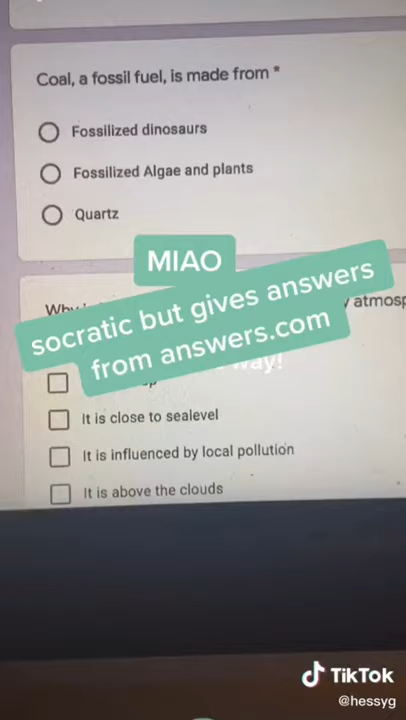 Coal, a fossil fuel, is made from *
Fossilized dinosaurs
Fossilized Algae and plants
Quartz
MIAO
atmosp
socratic but gives answers
from answers.com
way!
It is close to sealevel
It is influenced by local pollution
It is above the clouds
TikTok
@hessyg